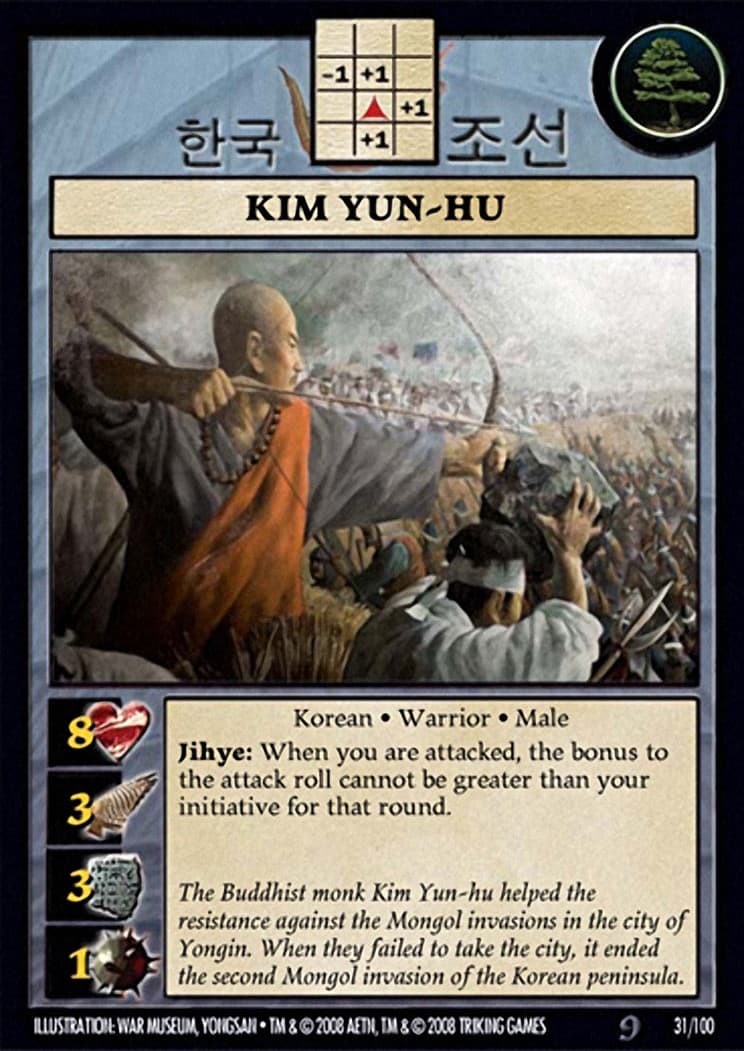 -1 +1
+1
+1
한국 조선
KIM YUN-HU
8
3
3
1
Korean • Warrior • Male
Jihye: When you are attacked, the bonus to
the attack roll cannot be greater than your
initiative for that round.
The Buddhist monk Kim Yun-hu helped the
resistance against the Mongol invasions in the city of
Yongin. When they failed to take the city, it ended
the second Mongol invasion of the Korean peninsula.
ILLUSTRATION: WAR MUSEUM, YONGSAN • TM & © 2008 AETN, TM & © 2008 TRIKING GAMES 9 31/100